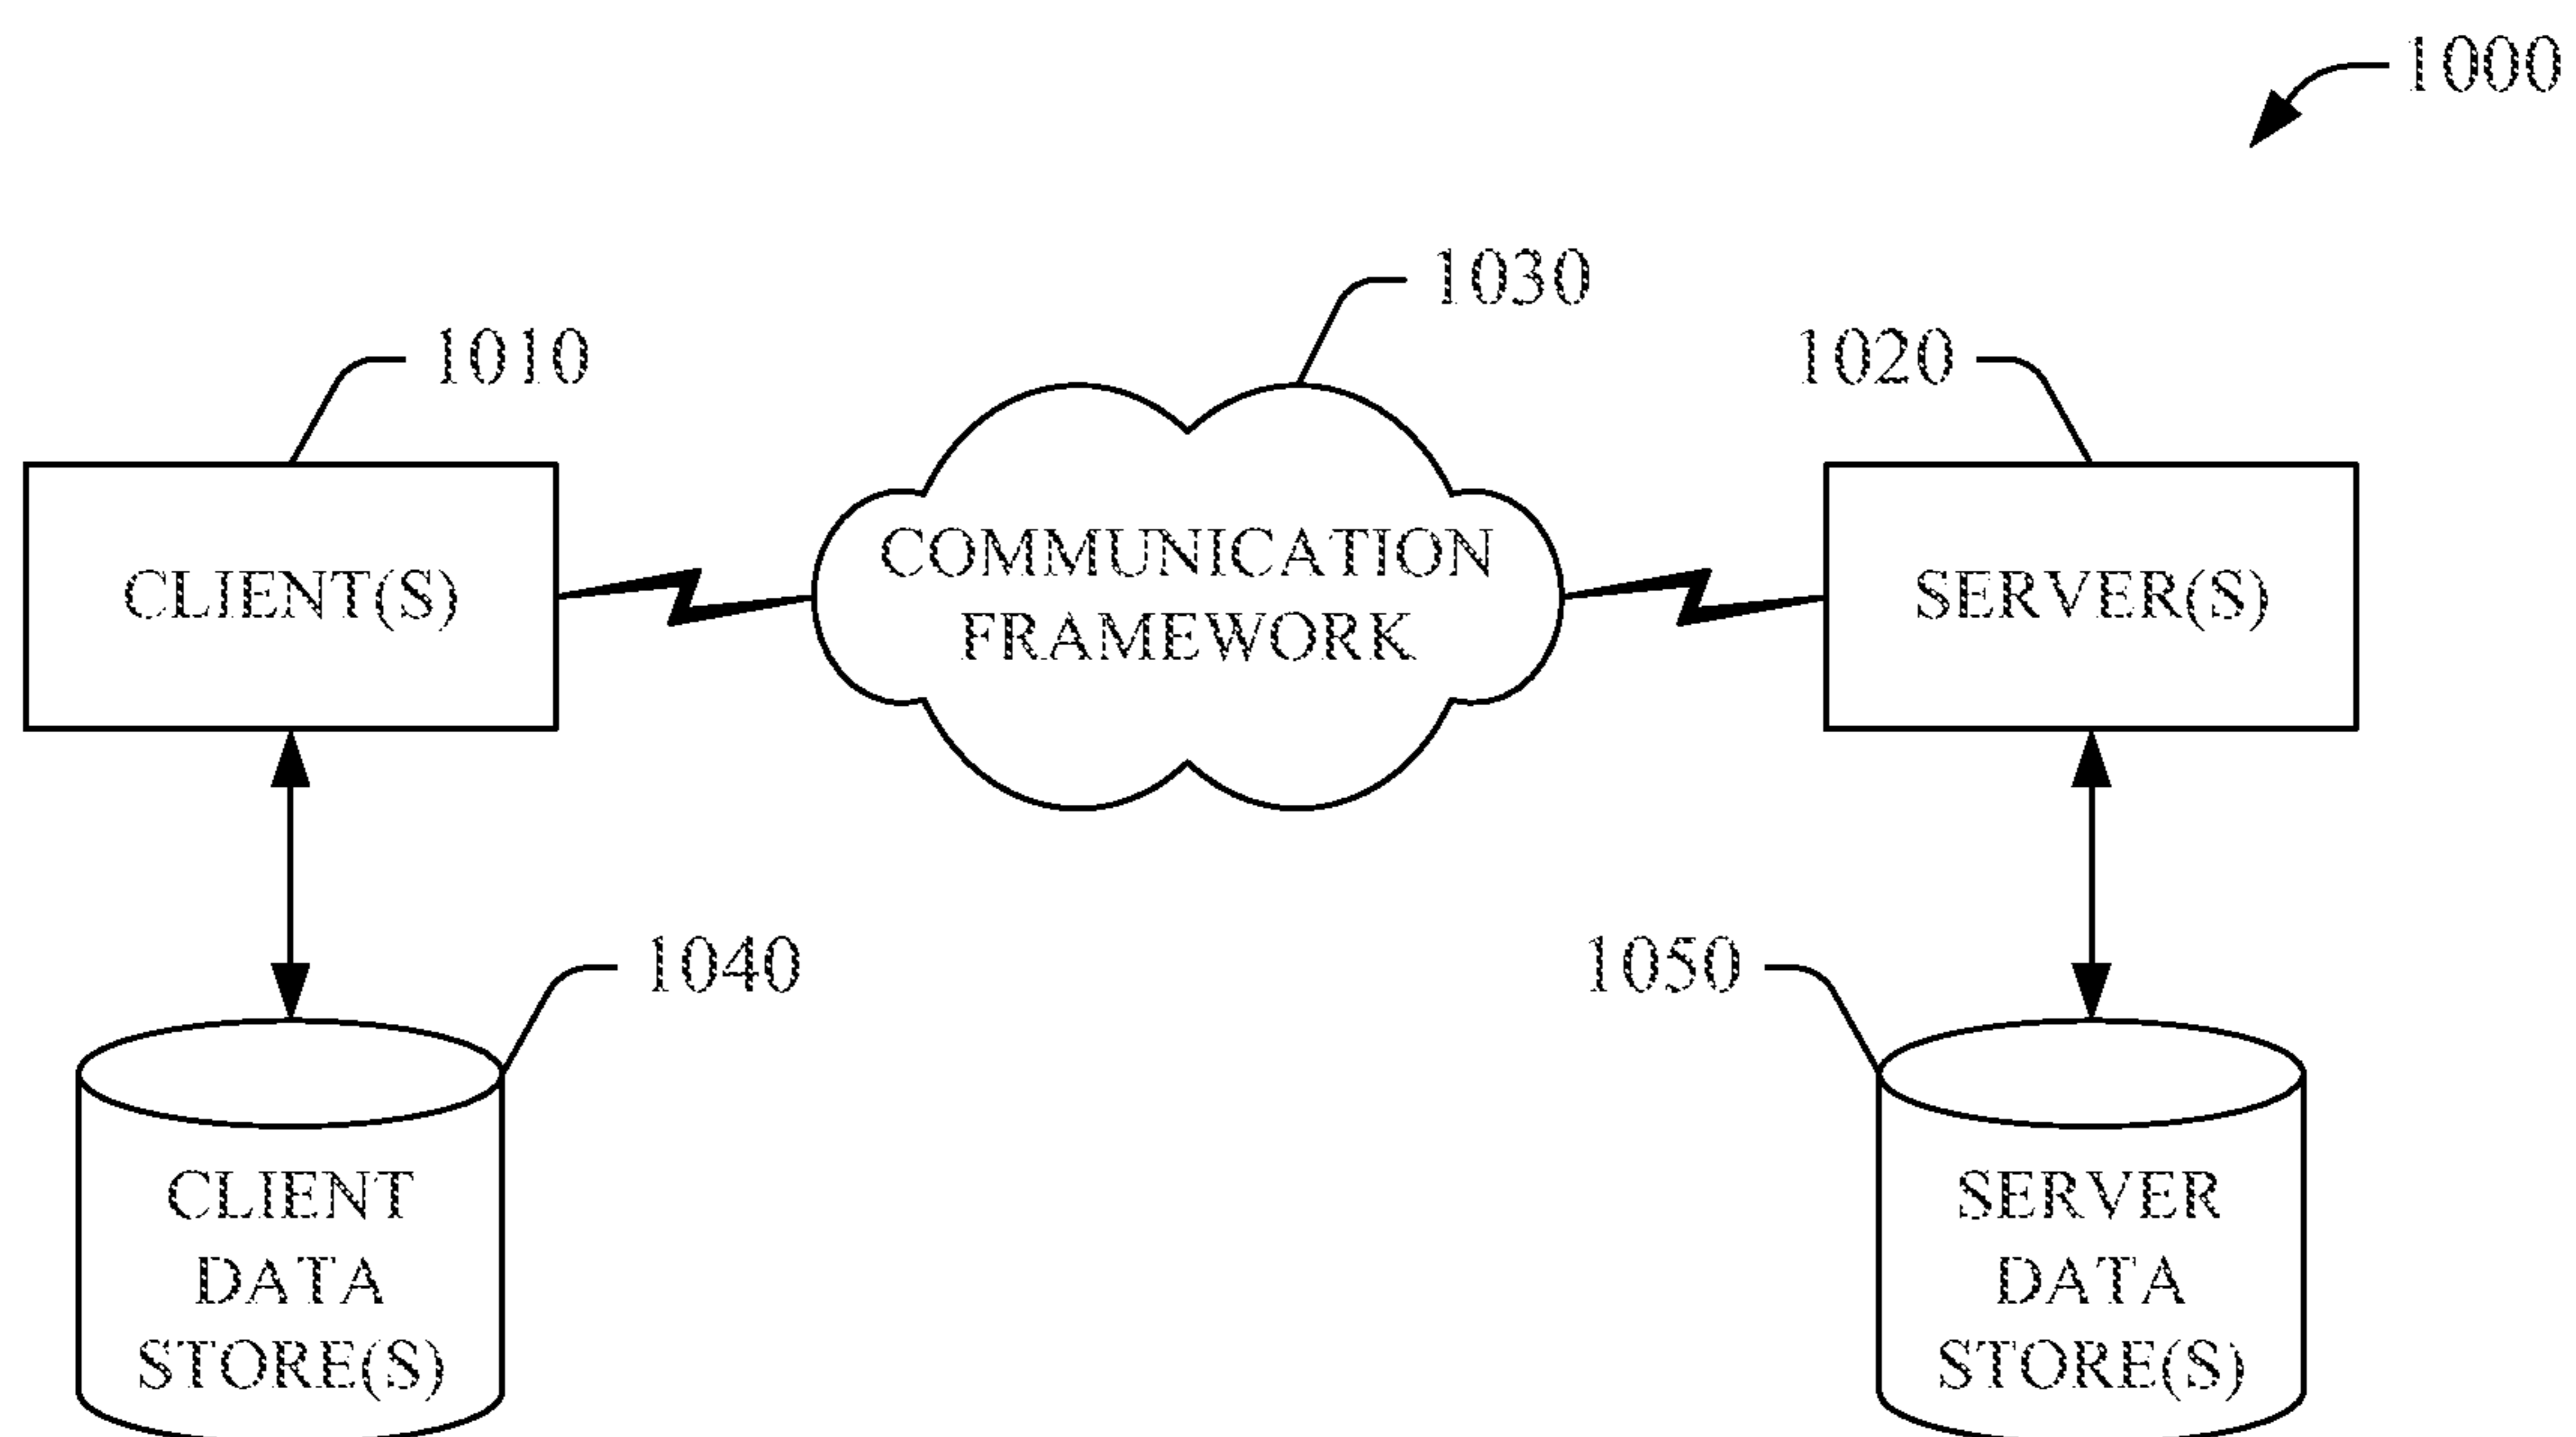 1000
1030
1010
1020
CLIENT(S)
COMMUNICATION
FRAMEWORK
SERVER(S)
1040
1050
CLIENT
DATA
STORE(S)
SERVER
DATA
STORE(S)